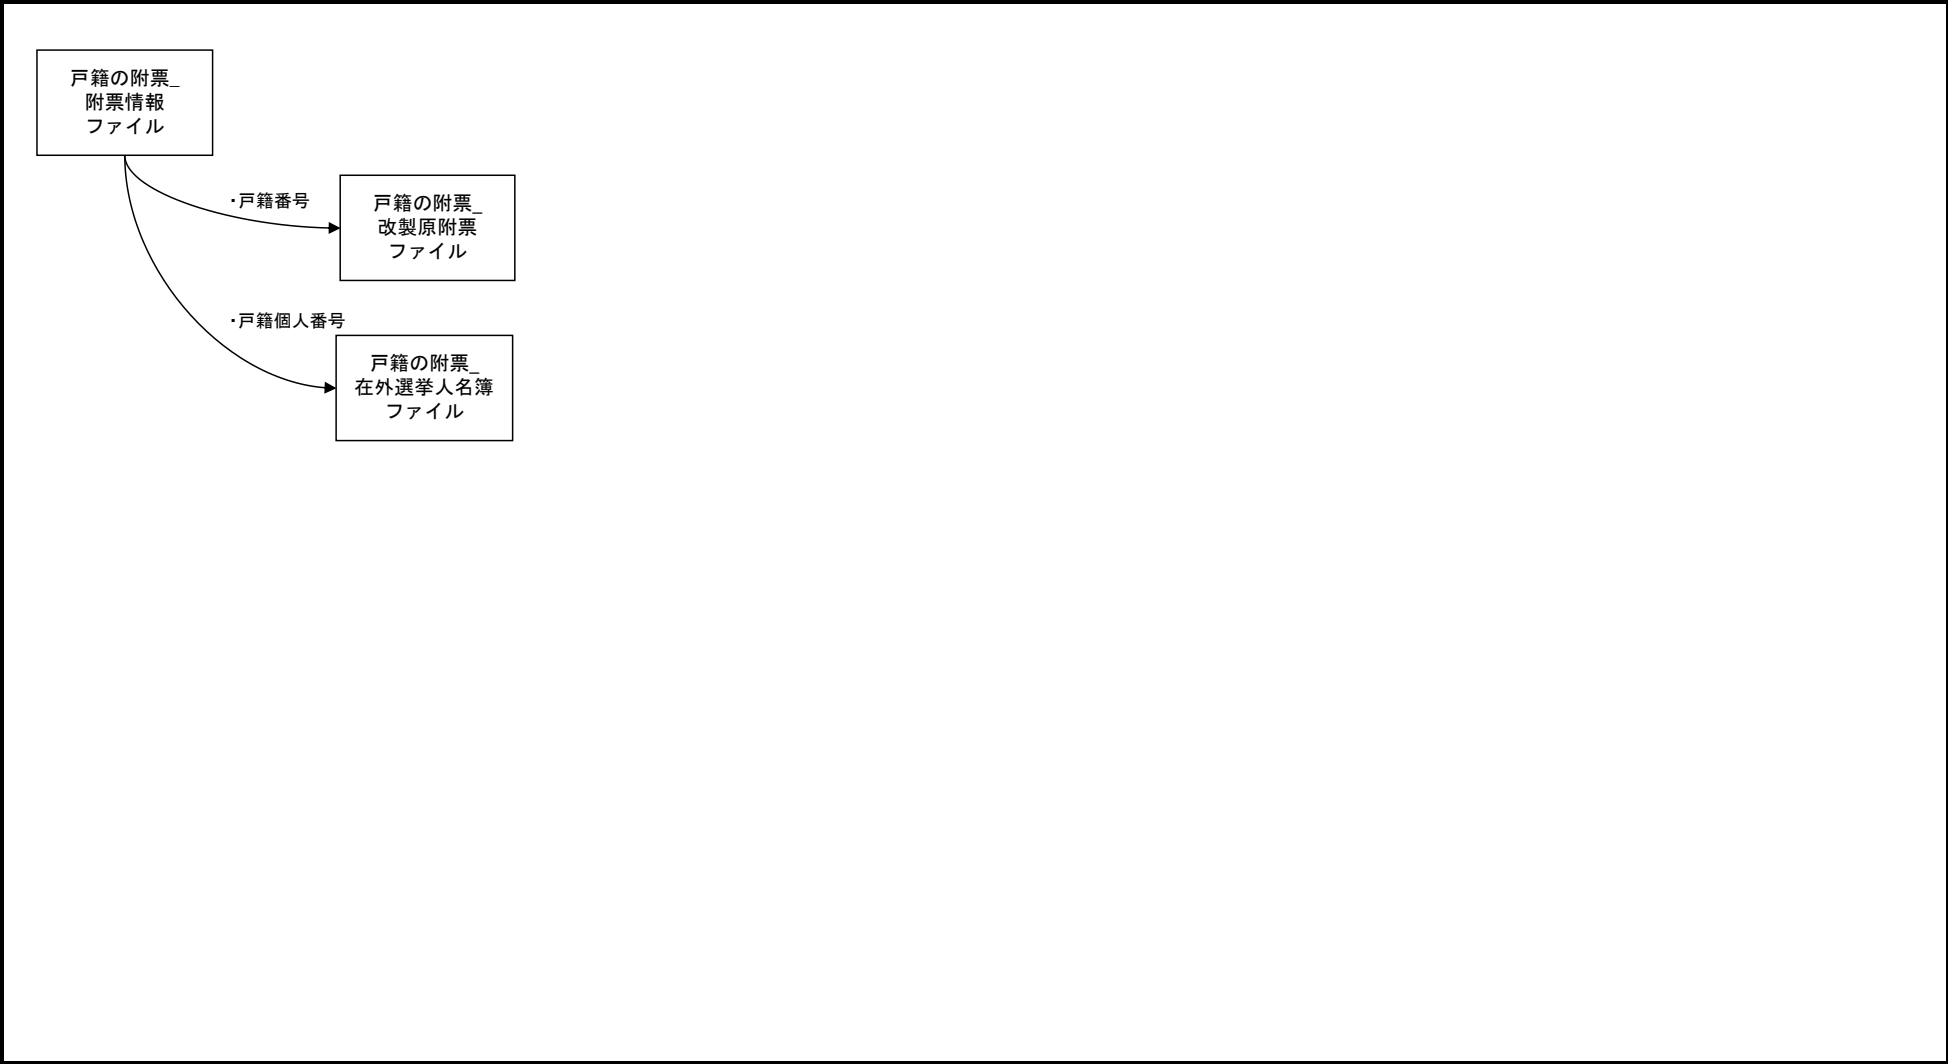 戸籍の附票_
附票情報
ファイル
・戸籍番号
戸籍の附票_
改製原附票
ファイル
・戸籍個人番号
戸籍の附票_
在外選挙人名簿
ファイル